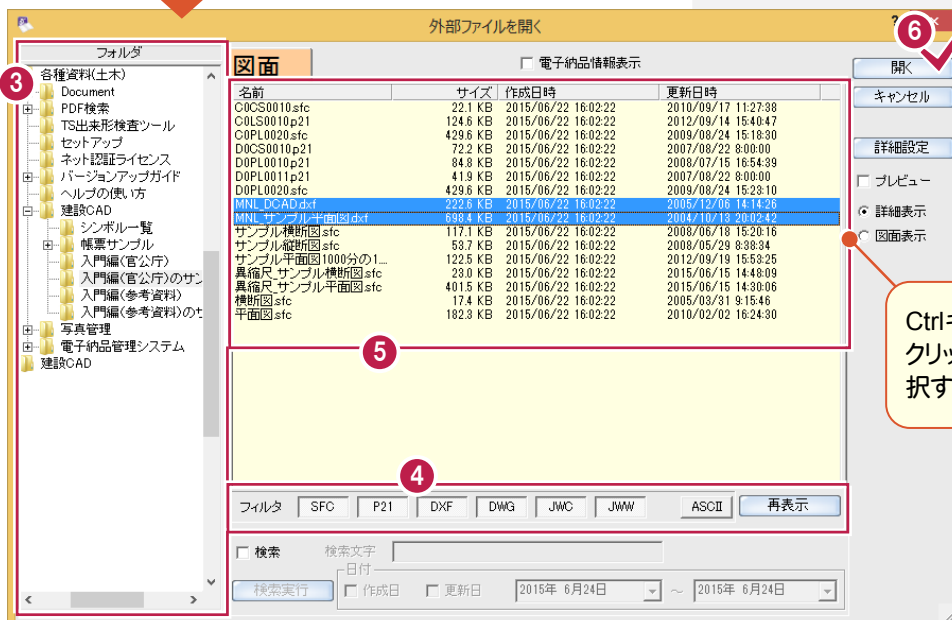 外部ファイルを開く
?
フォルダ
各種資料(土木)
Document
PDF検索
TS出来形検査ツール
セットアップ
ネット認証ライセンス
バージョンアップガイド
ヘルプの使い方
建設CAD
シンボル一覧
帳票サンプル
入門編(官公庁)
入門編(官公庁)のサン
入門編(参考資料)
入門編(参考資料)のサ
写真管理
電子納品管理システム
建設CAD
3
図面
電子納品情報表示
名前 サイズ 作成日時 更新日時
C0CS0010.sfc 22.1 KB 2015/06/22 16:02:22 2010/09/17 11:27:38
C0LS0010.p21 124.6 KB 2015/06/22 16:02:22 2012/09/14 15:40:47
C0PL0020.sfc 429.6 KB 2015/06/22 16:02:22 2009/08/24 15:18:30
D0CS0010.p21 72.2 KB 2015/06/22 16:02:22 2007/08/22 8:00:00
D0PL0010.p21 84.8 KB 2015/06/22 16:02:22 2008/07/15 16:54:39
D0PL0011.p21 41.9 KB 2015/06/22 16:02:22 2007/08/22 8:00:00
D0PL0020.sfc 429.6 KB 2015/06/22 16:02:22 2009/08/24 15:23:10
MNL_DCAD.dxf 222.6 KB 2015/06/22 16:02:22 2005/12/06 14:14:26
MNL_サンプル平面図.dxf 698.4 KB 2015/06/22 16:02:22 2004/10/13 20:02:42
サンプル横断図.sfc 117.1 KB 2015/06/22 16:02:22 2008/06/18 15:20:16
サンプル縦断図.sfc 53.7 KB 2015/06/22 16:02:22 2008/05/29 8:38:34
サンプル平面図1000分の1... 122.5 KB 2015/06/22 16:02:22 2012/09/19 15:53:25
異縮尺_サンプル横断図.sfc 23.0 KB 2015/06/22 16:02:22 2015/06/15 14:48:09
異縮尺_サンプル平面図.sfc 401.5 KB 2015/06/22 16:02:22 2015/06/15 14:30:06
横断図.sfc 17.4 KB 2015/06/22 16:02:22 2005/03/31 9:15:46
平面図.sfc 182.3 KB 2015/06/22 16:02:22 2010/02/02 16:24:30
5
4
フィルタ SFC P21 DXF DWG JWC JWW ASCII 再表示
検索 検索文字
日付
検索実行 作成日 更新日 2015年 6月24日 ～ 2015年 6月24日
6
開く
キャンセル
詳細設定
プレビュー
詳細表示
図面表示
Ctrlキ
クリッ
択す